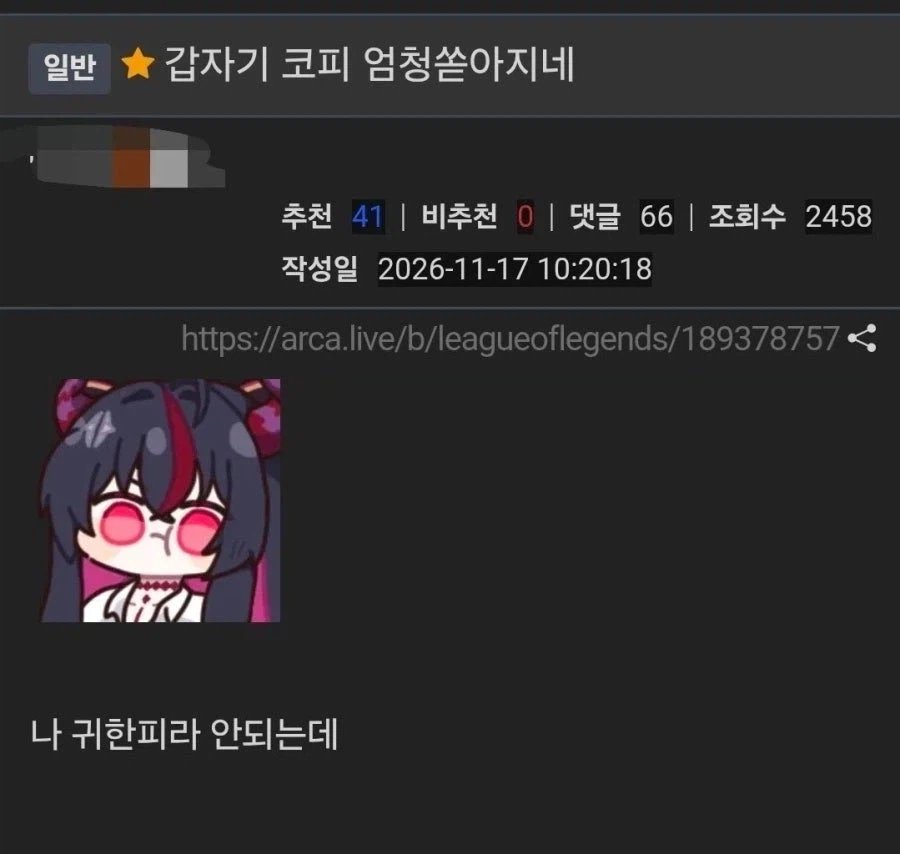 일반 ★ 갑자기 코피 엄청쏟아지네
추천 41 | 비추천 0 | 댓글 66 | 조회수 2458
작성일 2026-11-17 10:20:18
https://arca.live/b/leagueoflegends/189378757
나 귀한피라 안되는데